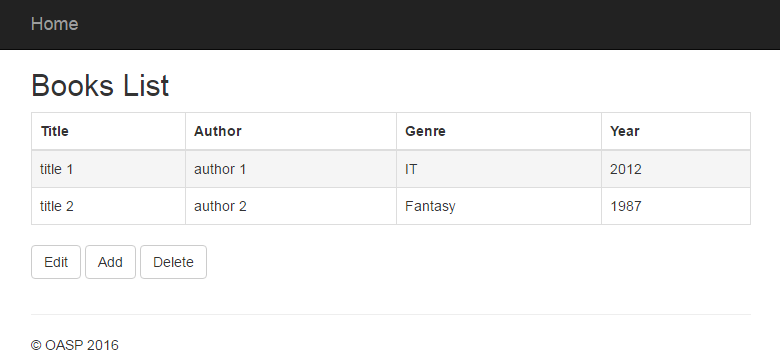 Home
Books List
Title Author Genre Year
title 1 author 1 IT 2012
title 2 author 2 Fantasy 1987
Edit Add Delete
© OASP 2016